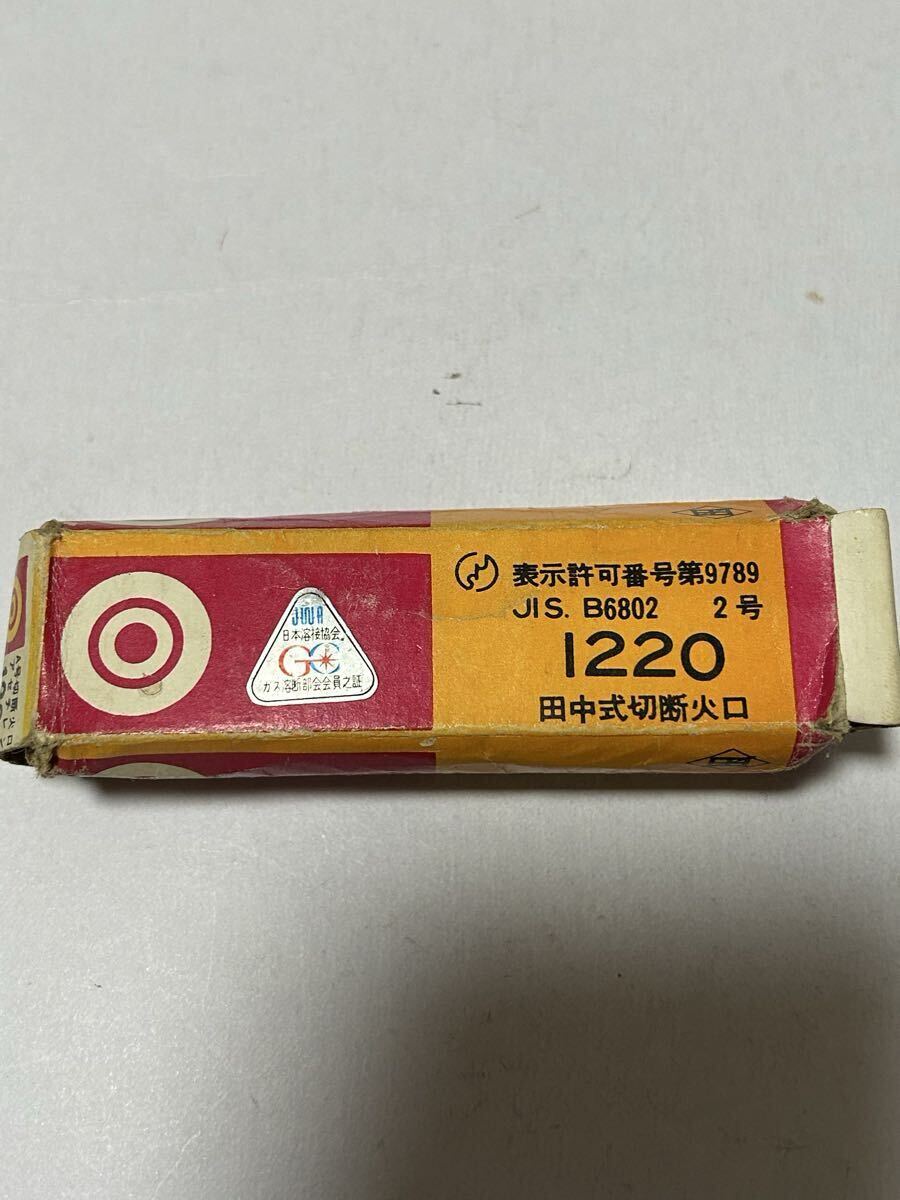 表示許可番号第9789
JIS. B6802 2号
1220
田中式切断火口
JWA
日本溶接協会
GC
ガス溶断部会会員之証